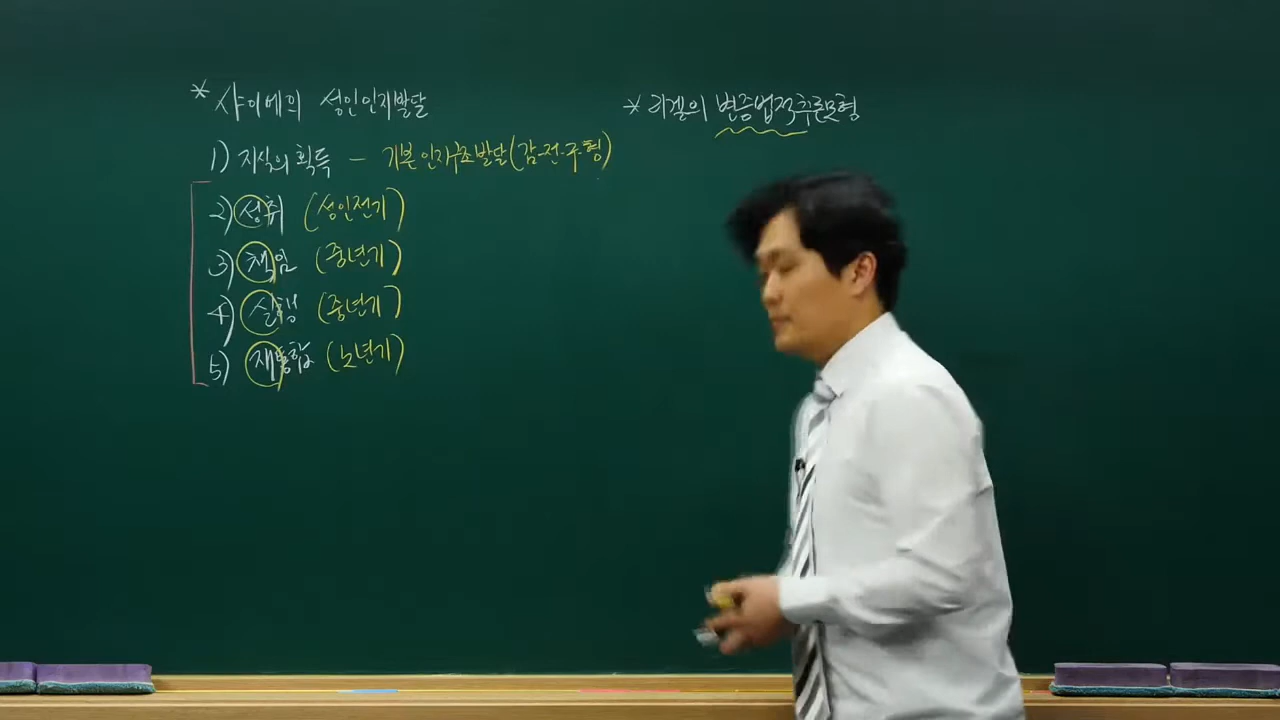 * 샤이에의 성인인지발달
1) 지식의 획득 - 기본인지구조발달(감-전-구-형)
2) 성취 (성인전기)
3) 책임 (중년기)
4) 실행 (중년기)
5) 재통합 (노년기)
* 리겔의 변증법적추론모형